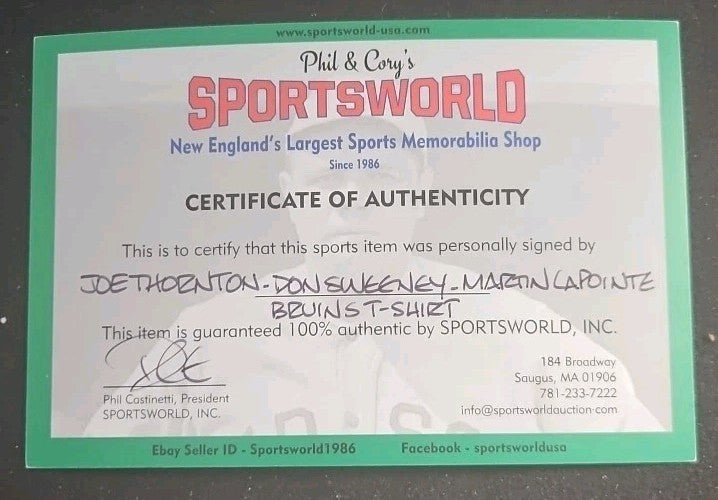 www.sportsworld-usa.com
Phil & Cory's
SPORTSWORLD
New England's Largest Sports Memorabilia Shop
Since 1986
CERTIFICATE OF AUTHENTICITY
This is to certify that this sports item was personally signed by
JOE THORNTON - DON SWEENEY - MARTIN LAPOINTE
BRUINS T-SHIRT
This item is guaranteed 100% authentic by SPORTSWORLD, INC.
Phil Castinetti, President
SPORTSWORLD, INC.
184 Broadway
Saugus, MA 01906
781-233-7222
info@sportsworldauction.com
Ebay Seller ID - Sportsworld1986 Facebook - sportsworldusa